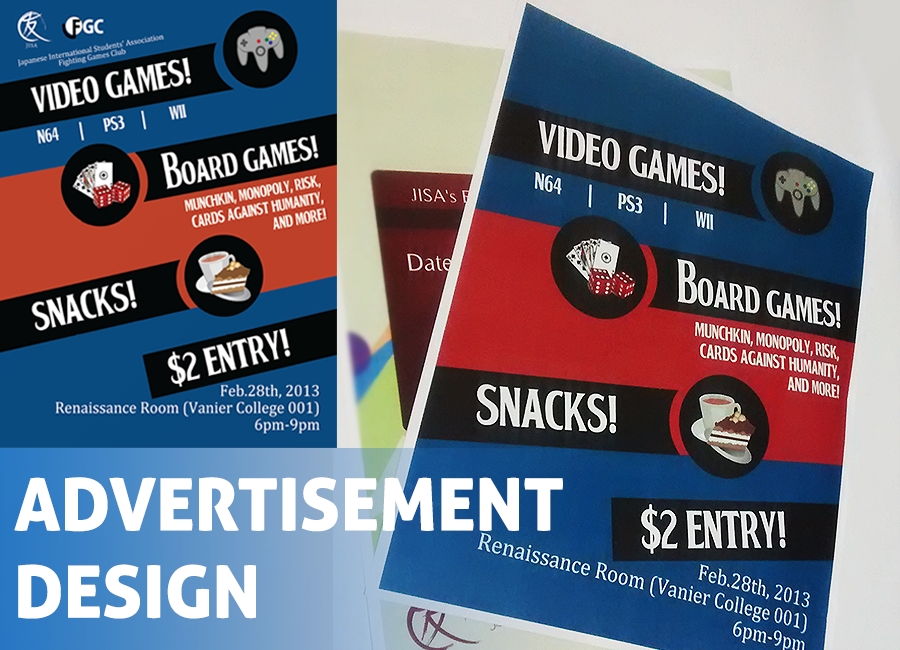 友
JISA
FGC
Japanese International Students' Association
Fighting Games Club
VIDEO GAMES!
N64 | PS3 | WII
BOARD GAMES!
MUNCHKIN, MONOPOLY, RISK,
CARDS AGAINST HUMANITY,
AND MORE!
SNACKS!
$2 ENTRY!
Feb.28th, 2013
Renaissance Room (Vanier College 001)
6pm-9pm
JISA's
Date
VIDEO GAMES!
N64 | PS3 | WII
BOARD GAMES!
MUNCHKIN, MONOPOLY, RISK,
CARDS AGAINST HUMANITY,
AND MORE!
SNACKS!
$2 ENTRY!
Feb.28th, 2013
Renaissance Room (Vanier College 001)
6pm-9pm
ADVERTISEMENT
DESIGN